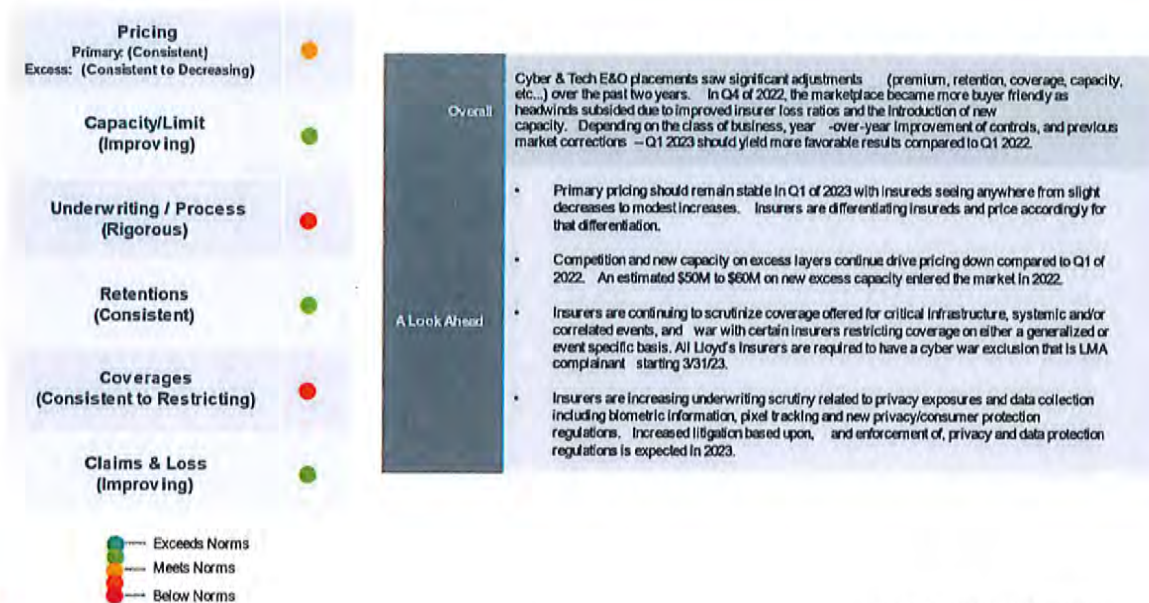 Pricing
Primary: (Consistent)
Excess: (Consistent to Decreasing)
Capacity/Limit
(Improving)
Underwriting / Process
(Rigorous)
Retentions
(Consistent)
Coverages
(Consistent to Restricting)
Claims & Loss
(Improving)
Exceeds Norms
Meets Norms
Below Norms
Overall
Cyber & Tech E&O placements saw significant adjustments (premium, retention, coverage, capacity,
etc...) over the past two years. In Q4 of 2022, the marketplace became more buyer friendly as
headwinds subsided due to improved insurer loss ratios and the introduction of new
capacity. Depending on the class of business, year -over-year improvement of controls, and previous
market corrections – Q1 2023 should yield more favorable results compared to Q1 2022.
A Look Ahead
• Primary pricing should remain stable in Q1 of 2023 with insureds seeing anywhere from slight
decreases to modest increases. Insurers are differentiating insureds and price accordingly for
that differentiation.
• Competition and new capacity on excess layers continue drive pricing down compared to Q1 of
2022. An estimated $50M to $60M on new excess capacity entered the market in 2022.
• Insurers are continuing to scrutinize coverage offered for critical infrastructure, systemic and/or
correlated events, and war with certain insurers restricting coverage on either a generalized or
event specific basis. All Lloyd's insurers are required to have a cyber war exclusion that is LMA
complainant starting 3/31/23.
• Insurers are increasing underwriting scrutiny related to privacy exposures and data collection
including biometric information, pixel tracking and new privacy/consumer protection
regulations. Increased litigation based upon, and enforcement of, privacy and data protection
regulations is expected in 2023.